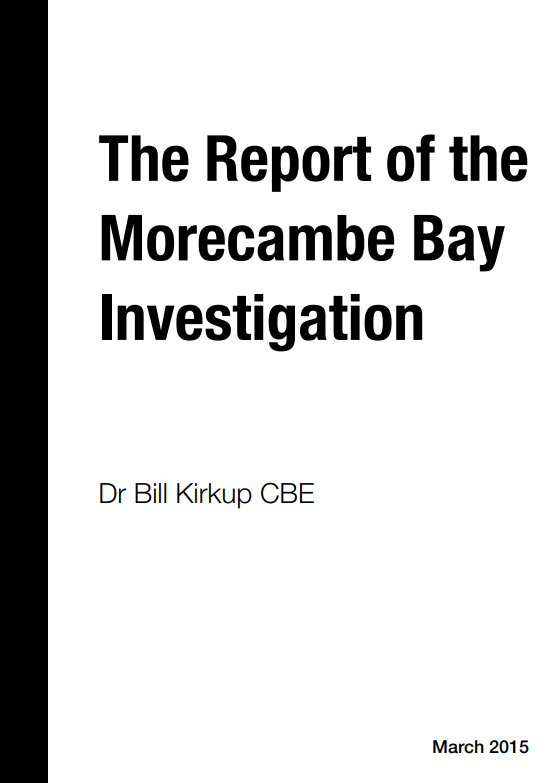 The Report of the
Morecambe Bay
Investigation
Dr Bill Kirkup CBE
March 2015